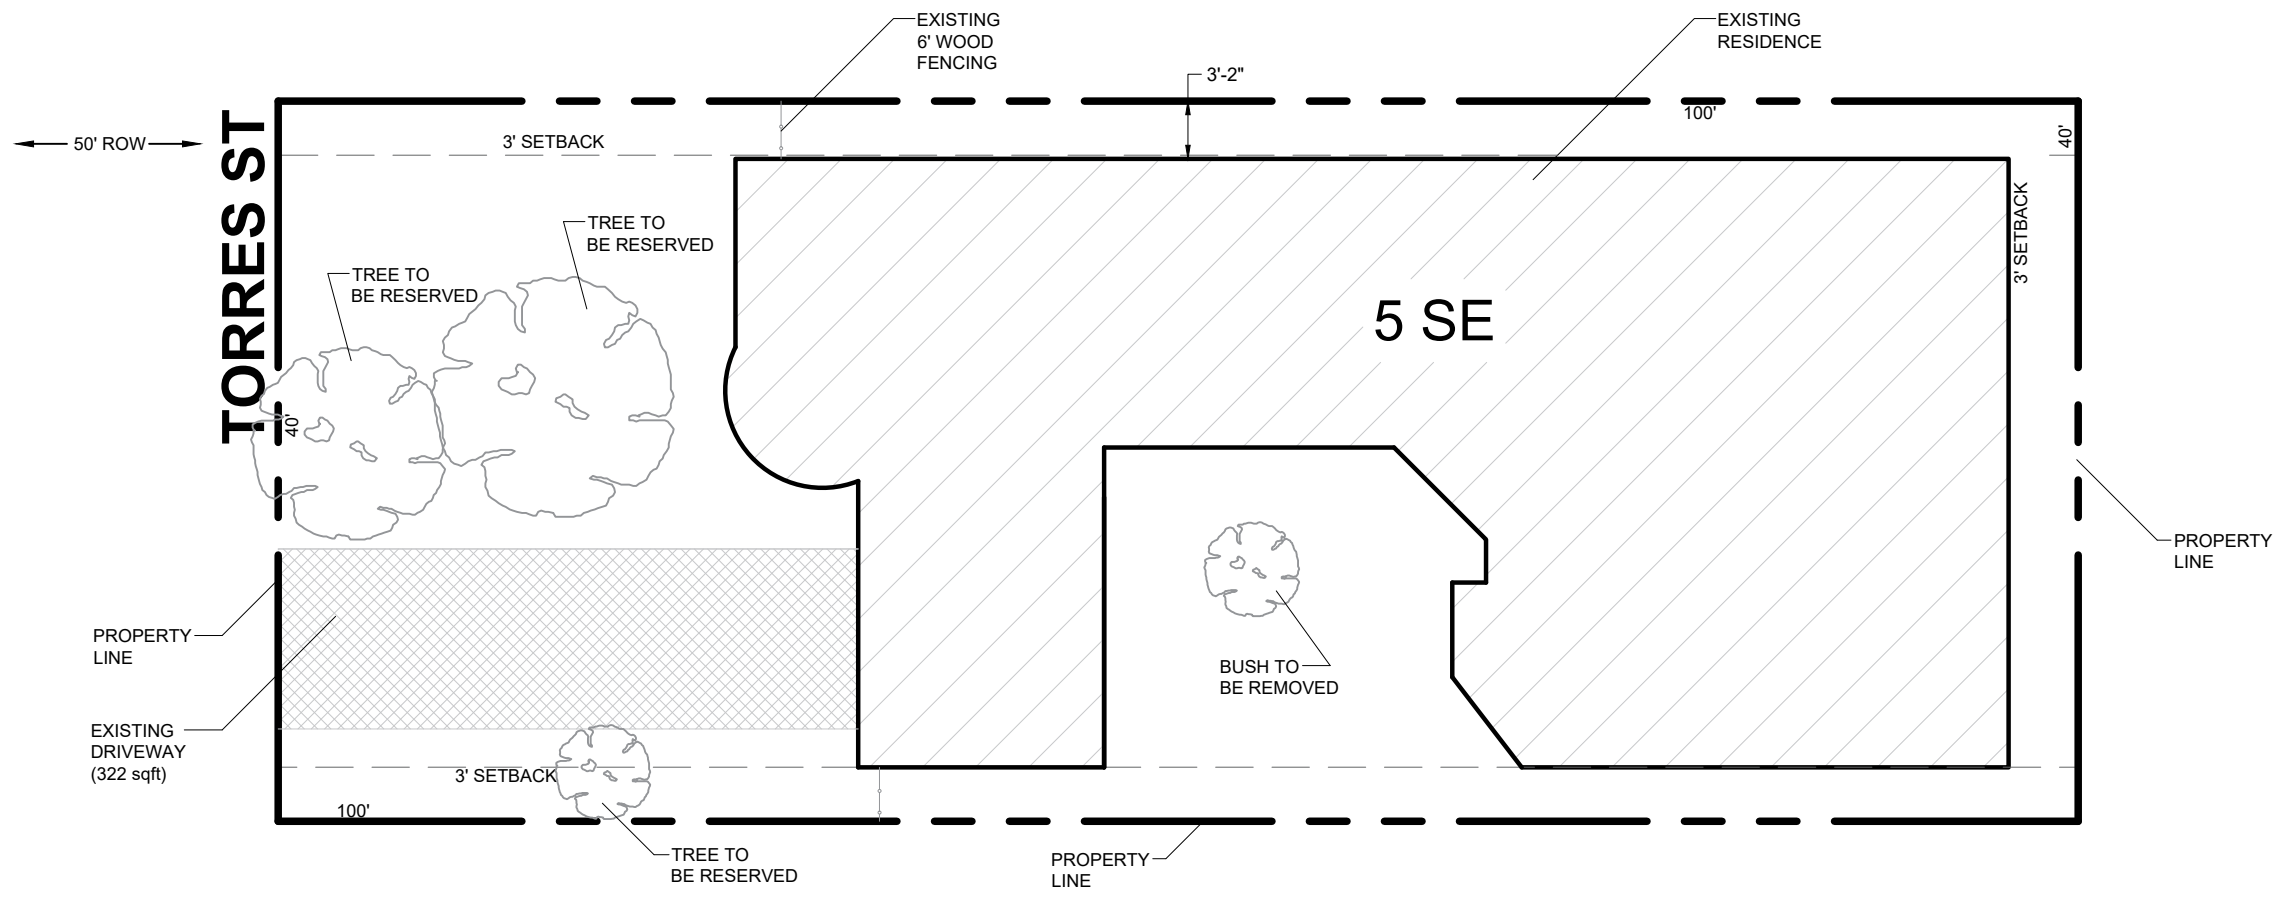 EXISTING
6' WOOD
FENCING
EXISTING
RESIDENCE
3'-2"
100'
50' ROW
3' SETBACK
40'
TORRES ST
3' SETBACK
TREE TO
BE RESERVED
TREE TO
BE RESERVED
5 SE
40'
PROPERTY
LINE
PROPERTY
LINE
BUSH TO
BE REMOVED
EXISTING
DRIVEWAY
(322 sqft)
3' SETBACK
100'
TREE TO
BE RESERVED
PROPERTY
LINE